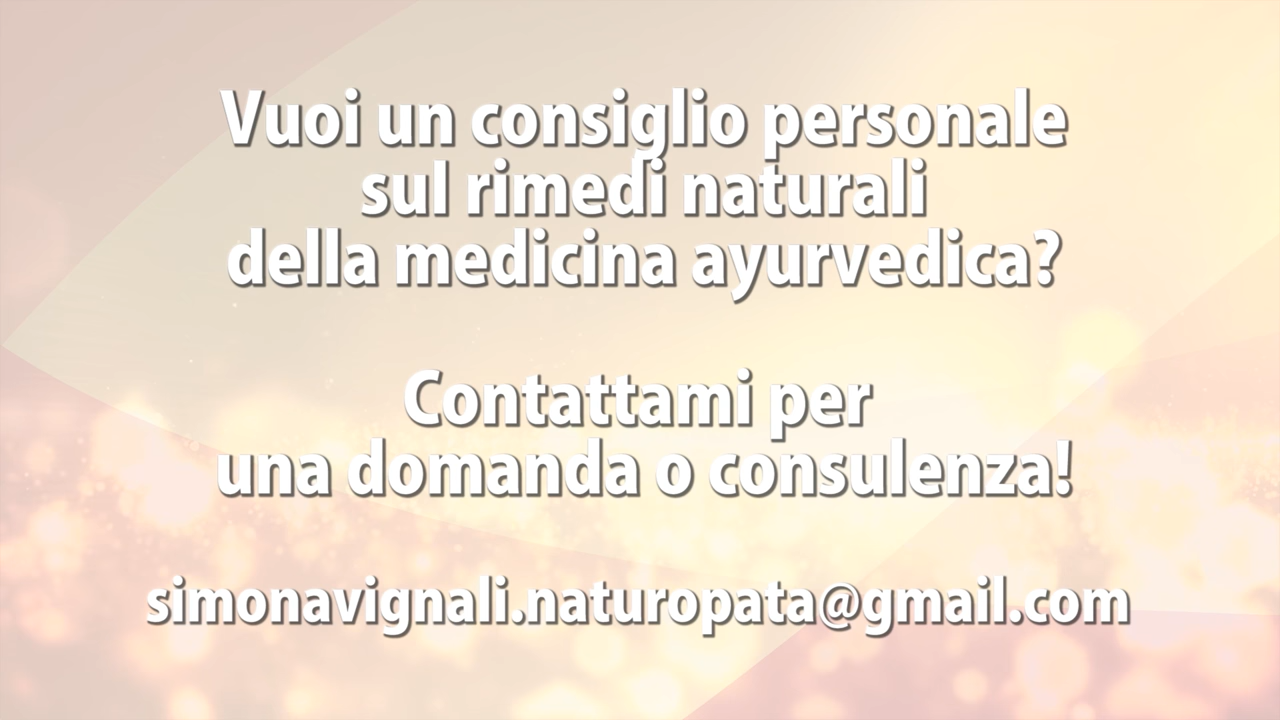 Vuoi un consiglio personale
sul rimedi naturali
della medicina ayurvedica?
Contattami per
una domanda o consulenza!
simonavignali.naturopata@gmail.com